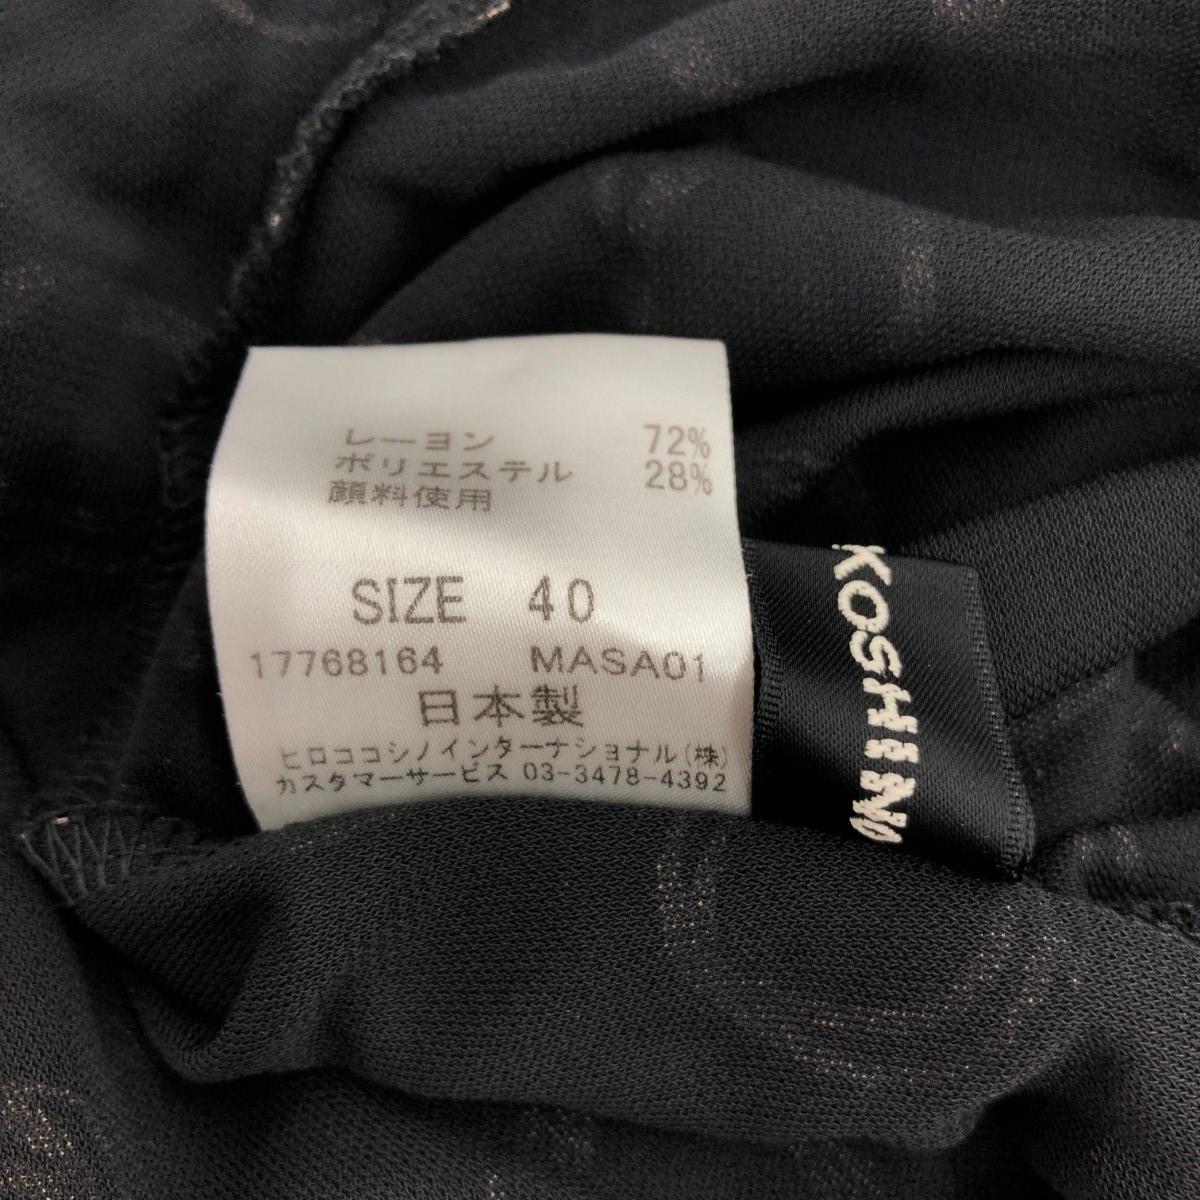 レーヨン 72%
ポリエステル 28%
顔料使用
SIZE 40
17768164 MASA01
日本製
ヒロココシノインターナショナル(株)
カスタマーサービス 03-3478-4392
KOSHINO